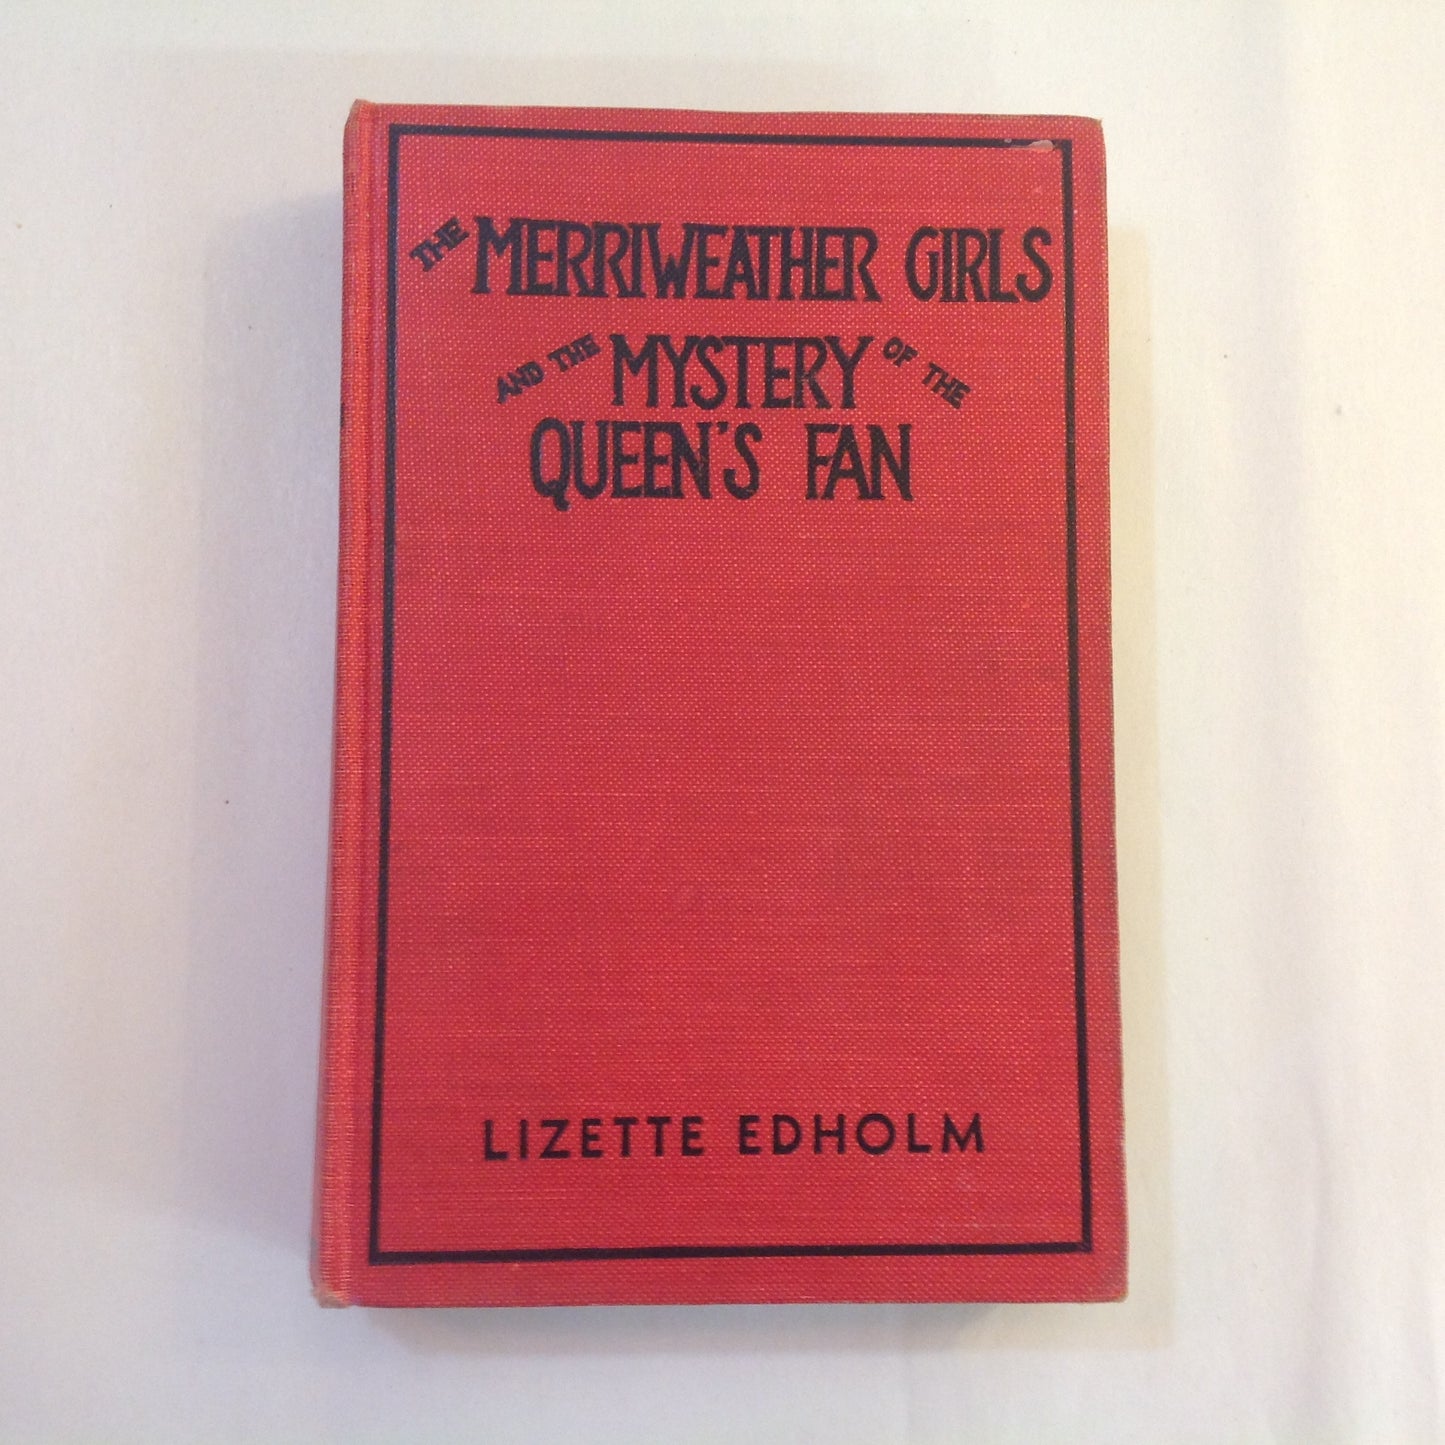 THE MERRIWEATHER GIRLS
AND THE MYSTERY OF THE
QUEEN'S FAN
LIZETTE EDHOLM